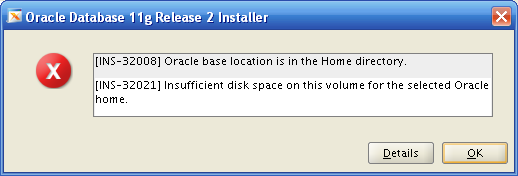 Oracle Database 11g Release 2 Installer
[INS-32008] Oracle base location is in the Home directory.
[INS-32021] Insufficient disk space on this volume for the selected Oracle
home.
Details
OK